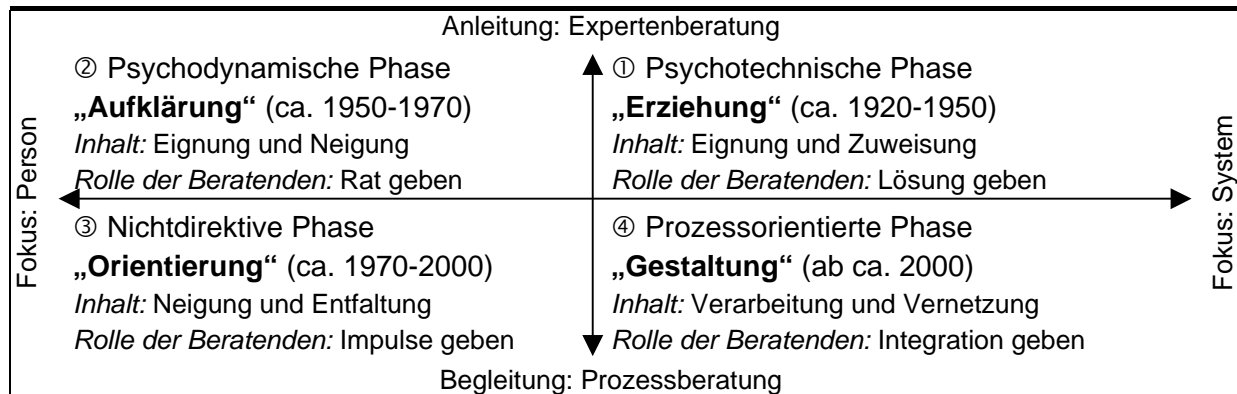 Anleitung: Expertenberatung
② Psychodynamische Phase
„Aufklärung“ (ca. 1950-1970)
Inhalt: Eignung und Neigung
Rolle der Beratenden: Rat geben
① Psychotechnische Phase
„Erziehung“ (ca. 1920-1950)
Inhalt: Eignung und Zuweisung
Rolle der Beratenden: Lösung geben
Fokus: Person
Fokus: System
③ Nichtdirektive Phase
„Orientierung“ (ca. 1970-2000)
Inhalt: Neigung und Entfaltung
Rolle der Beratenden: Impulse geben
④ Prozessorientierte Phase
„Gestaltung“ (ab ca. 2000)
Inhalt: Verarbeitung und Vernetzung
Rolle der Beratenden: Integration geben
Begleitung: Prozessberatung